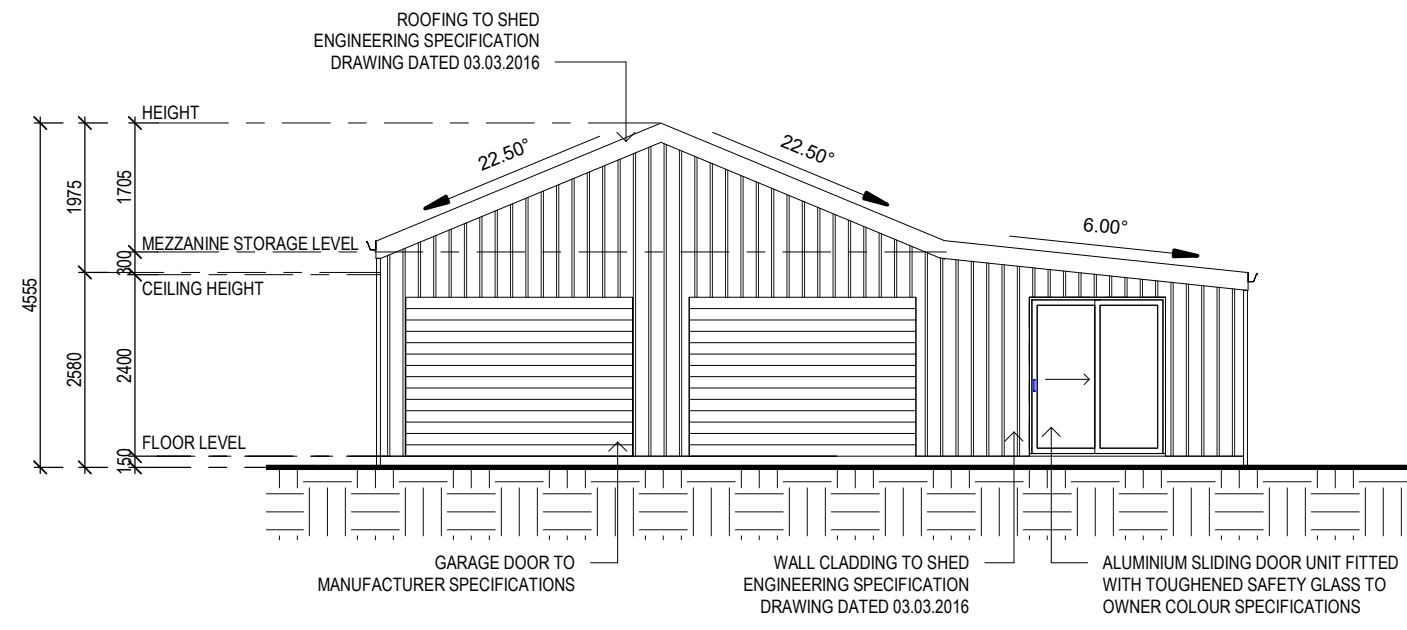 ROOFING TO SHED
ENGINEERING SPECIFICATION
DRAWING DATED 03.03.2016
HEIGHT
22.50°
22.50°
6.00°
MEZZANINE STORAGE LEVEL
CEILING HEIGHT
FLOOR LEVEL
4555
1975
2580
1705
300
2400
150
GARAGE DOOR TO
MANUFACTURER SPECIFICATIONS
WALL CLADDING TO SHED
ENGINEERING SPECIFICATION
DRAWING DATED 03.03.2016
ALUMINIUM SLIDING DOOR UNIT FITTED
WITH TOUGHENED SAFETY GLASS TO
OWNER COLOUR SPECIFICATIONS